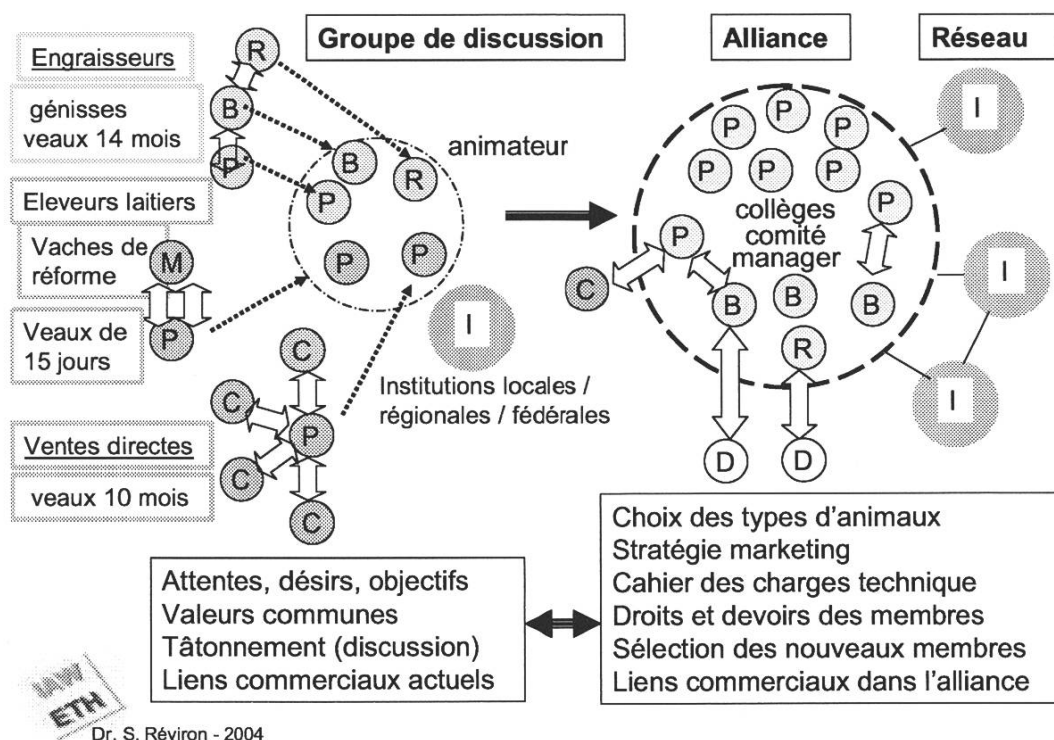 Groupe de discussion
Alliance
Réseau
Engraisseurs
génisses
veaux 14 mois
R
B
P
Eleveurs laitiers
Vaches de
réforme
M
P
Veaux de
15 jours
Ventes directes
veaux 10 mois
C
C
P
C
C
animateur
B
R
P
P
P
I
Institutions locales /
régionales / fédérales
P
P
P
P
P
P
P
P
P
collèges
comité
manager
C
B
B
B
R
D
D
I
I
I
Attentes, désirs, objectifs
Valeurs communes
Tâtonnement (discussion)
Liens commerciaux actuels
Choix des types d'animaux
Stratégie marketing
Cahier des charges technique
Droits et devoirs des membres
Sélection des nouveaux membres
Liens commerciaux dans l'alliance
IAW
ETH
Dr. S. Réviron - 2004